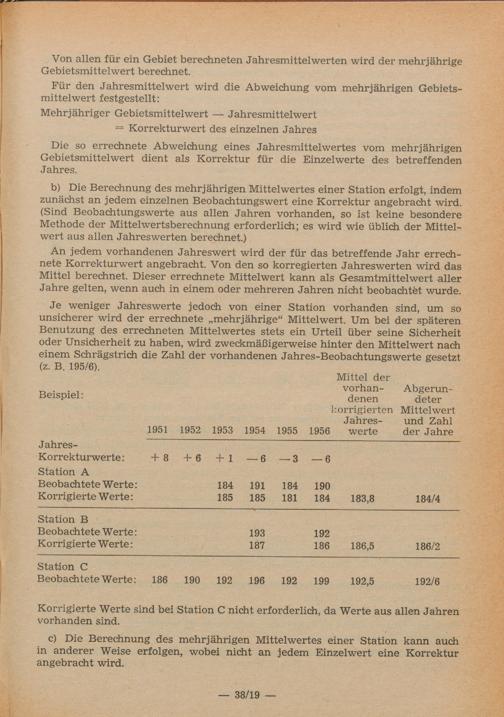 Von allen für ein Gebiet berechneten Jahresmittelwerten wird der mehrjährige
Gebietsmittelwert berechnet.
Für den Jahresmittelwert wird die Abweichung vom mehrjährigen Gebiets-
mittelwert festgestellt:
Mehrjähriger Gebietsmittelwert — Jahresmittelwert
= Korrekturwert des einzelnen Jahres
Die so errechnete Abweichung eines Jahresmittelwertes vom mehrjährigen
Gebietsmittelwert dient als Korrektur für die Einzelwerte des betreffenden
Jahres.
b) Die Berechnung des mehrjährigen Mittelwertes einer Station erfolgt, indem
zunächst an jedem einzelnen Beobachtungswert eine Korrektur angebracht wird.
(Sind Beobachtungswerte aus allen Jahren vorhanden, so ist keine besondere
Methode der Mittelwertsberechnung erforderlich; es wird wie üblich der Mittel-
wert aus allen Jahreswerten berechnet.)
An jedem vorhandenen Jahreswert wird der für das betreffende Jahr errech-
nete Korrekturwert angebracht. Von den so korregierten Jahreswerten wird das
Mittel berechnet. Dieser errechnete Mittelwert kann als Gesamtmittelwert aller
Jahre gelten, wenn auch in einem oder mehreren Jahren nicht beobachtet wurde.
Je weniger Jahreswerte jedoch von einer Station vorhanden sind, um so
unsicherer wird der errechnete „mehrjährige" Mittelwert. Um bei der späteren
Benutzung des errechneten Mittelwertes stets ein Urteil über seine Sicherheit
oder Unsicherheit zu haben, wird zweckmäßigerweise hinter den Mittelwert nach
einem Schrägstrich die Zahl der vorhandenen Jahres-Beobachtungswerte gesetzt
(z. B. 195/6).
Mittel der
vorhan- Abgerun-
Beispiel: denen deter
korrigierten Mittelwert
Jahres- und Zahl
1951 1952 1953 1954 1955 1956 werte der Jahre
Jahres-
Korrekturwerte: + 8 + 6 + 1 — 6 — 3 — 6
Station A
Beobachtete Werte: 184 191 184 190
Korrigierte Werte: 185 185 181 184 183,8 184/4
Station B
Beobachtete Werte: 193 192
Korrigierte Werte: 187 186 186,5 186/2
Station C
Beobachtete Werte: 186 190 192 196 192 199 192,5 192/6
Korrigierte Werte sind bei Station C nicht erforderlich, da Werte aus allen Jahren
vorhanden sind.
c) Die Berechnung des mehrjährigen Mittelwertes einer Station kann auch
in anderer Weise erfolgen, wobei nicht an jedem Einzelwert eine Korrektur
angebracht wird.
— 38/19 —